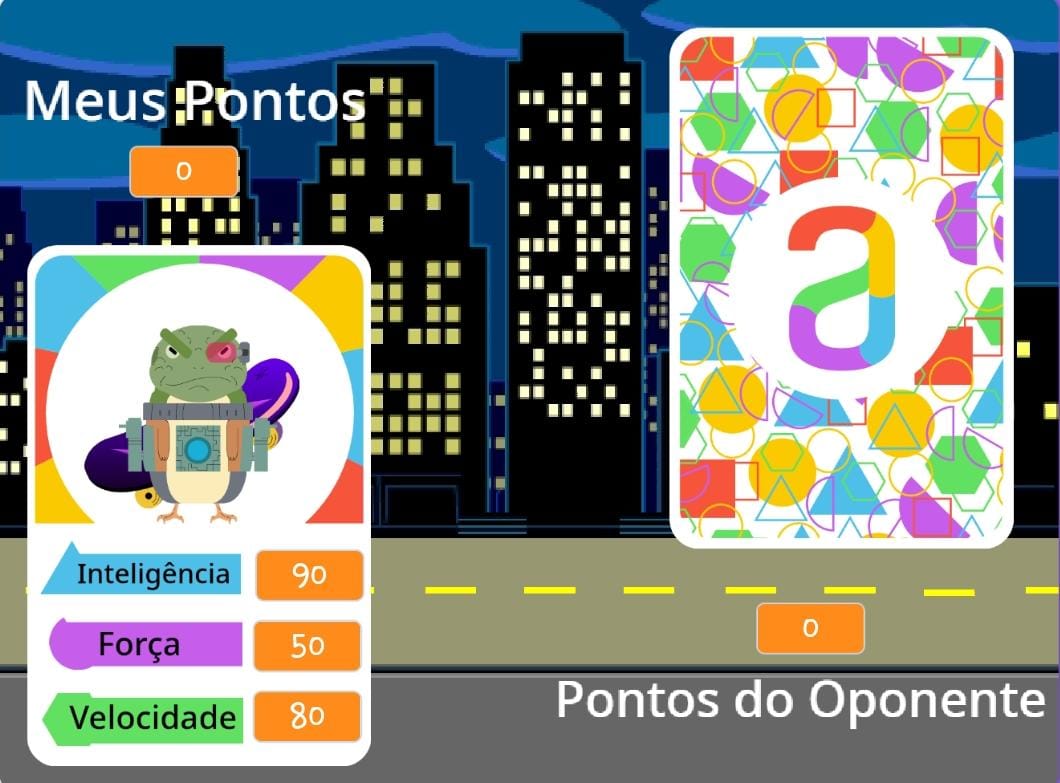 Meus Pontos
0
a
Inteligência 90
Força 50
Velocidade 80
0
Pontos do Oponente